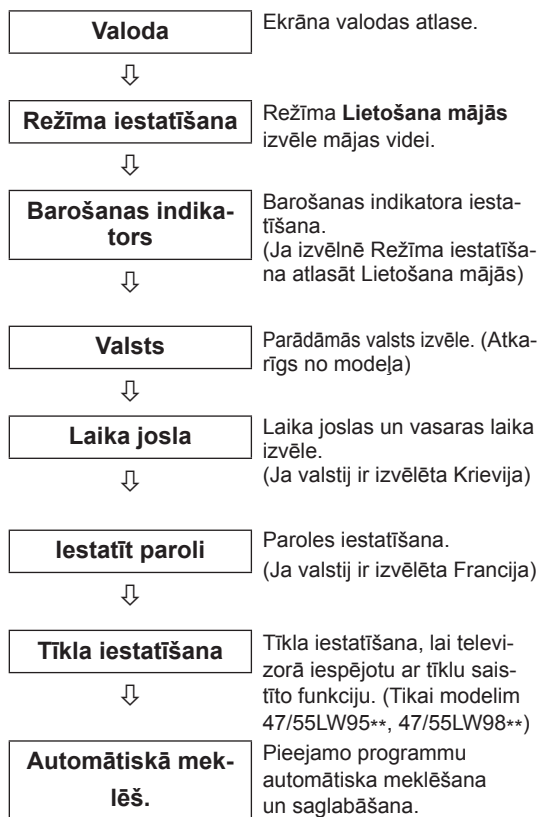 Valoda
Ekrāna valodas atlase.
⇩
Režīma iestatīšana
Režīma Lietošana mājās
izvēle mājas videi.
⇩
Barošanas indika-
tors
Barošanas indikatora iesta-
tīšana.
(Ja izvēlnē Režīma iestatīša-
na atlasāt Lietošana mājās)
⇩
Valsts
Parādāmās valsts izvēle. (Atka-
rīgs no modeļa)
⇩
Laika josla
Laika joslas un vasaras laika
izvēle.
(Ja valstij ir izvēlēta Krievija)
⇩
Iestatīt paroli
Paroles iestatīšana.
(Ja valstij ir izvēlēta Francija)
⇩
Tīkla iestatīšana
Tīkla iestatīšana, lai televi-
zorā iespējotu ar tīklu sais-
tīto funkciju. (Tikai modelim
47/55LW95**, 47/55LW98**)
⇩
Automātiskā mek-
lēš.
Pieejamo programmu
automātiska meklēšana
un saglabāšana.